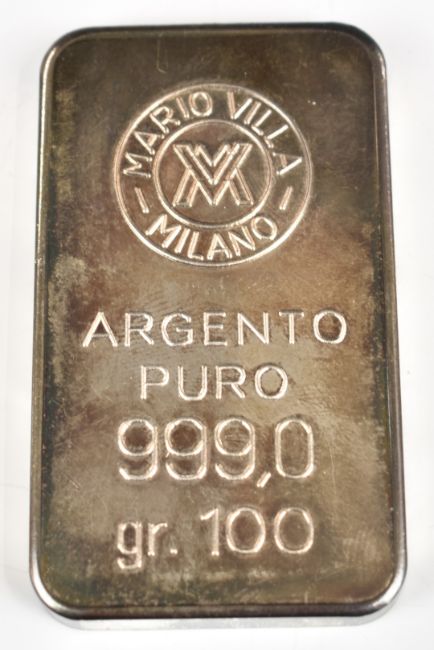 MARIO VILLA
MILANO
ARGENTO
PURO
999,0
gr. 100